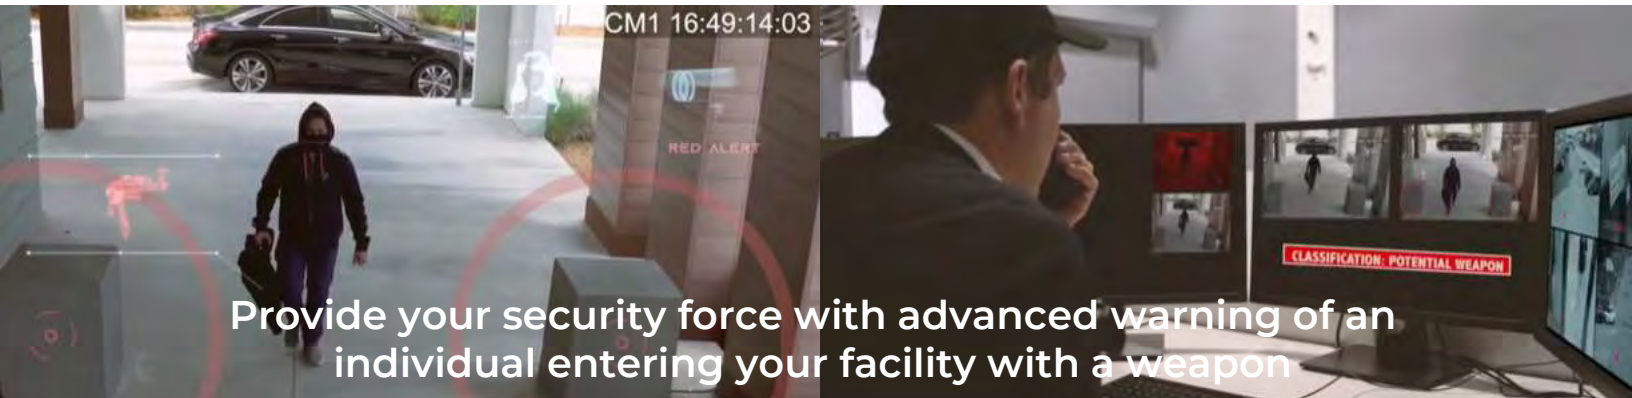 CM1 16:49:14:03
RED ALERT
CLASSIFICATION: POTENTIAL WEAPON
Provide your security force with advanced warning of an
individual entering your facility with a weapon